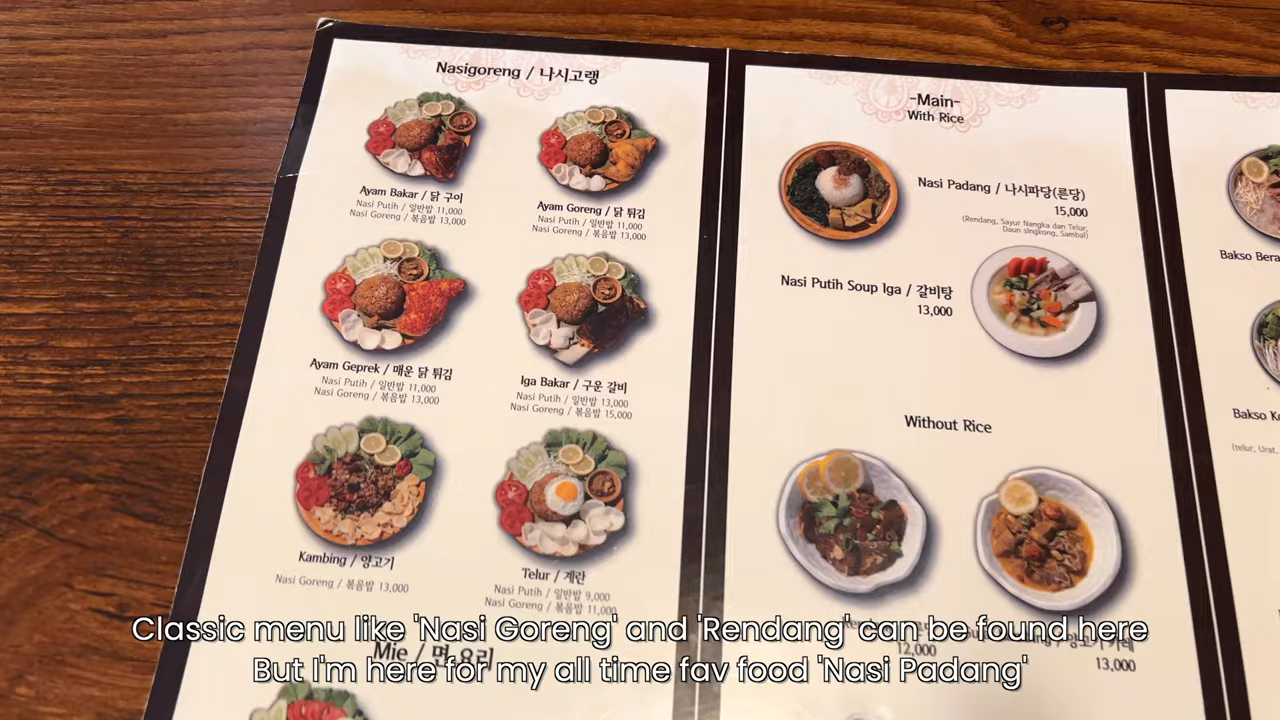 Nasigoreng / 나시고랭
Ayam Bakar / 닭 구이
Nasi Putih / 일반밥 11,000
Nasi Goreng / 볶음밥 13,000
Ayam Goreng / 닭 튀김
Nasi Putih / 일반밥 11,000
Nasi Goreng / 볶음밥 13,000
Ayam Geprek / 매운 닭 튀김
Nasi Putih / 일반밥 11,000
Nasi Goreng / 볶음밥 13,000
Iga Bakar / 구운 갈비
Nasi Putih / 일반밥 13,000
Nasi Goreng / 볶음밥 15,000
Kambing / 양고기
Nasi Goreng / 볶음밥 13,000
Telur / 계란
Nasi Putih / 일반밥 9,000
Nasi Goreng / 볶음밥 11,000
Mie / 면 요리
-Main-
With Rice
Nasi Padang / 나시파당(른당)
15,000
(Rendang, Sayur Nangka dan Telur,
Daun singkong, Sambal)
Nasi Putih Soup Iga / 갈비탕
13,000
Without Rice
12,000
양고기 카레
13,000
Bakso Bera
Bakso K
(telur, Urat,
Classic menu like 'Nasi Goreng' and 'Rendang' can be found here
But I'm here for my all time fav food 'Nasi Padang'